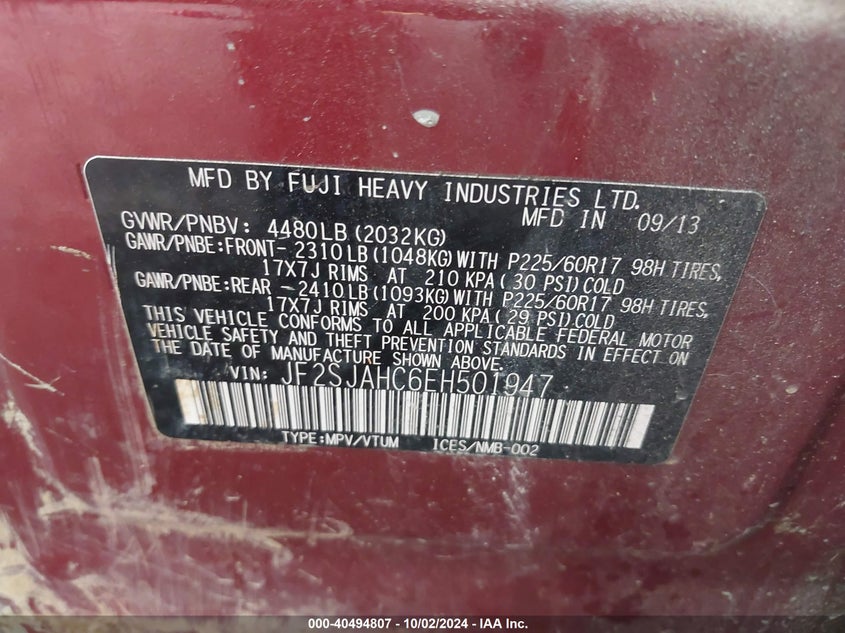 MFD BY FUJI HEAVY INDUSTRIES LTD.
MFD IN 09/13
GVWR/PNBV: 4480LB(2032KG)
GAWR/PNBE:FRONT- 2310LB(1048KG)WITH P225/60R17 98H TIRES,
17X7J RIMS AT 210 KPA(30 PSI)COLD
GAWR/PNBE:REAR -2410LB(1093KG)WITH P225/60R17 98H TIRES,
17X7J RIMS AT 200 KPA(29 PSI)COLD
THIS VEHICLE CONFORMS TO ALL APPLICABLE FEDERAL MOTOR
VEHICLE SAFETY AND THEFT PREVENTION STANDARDS IN EFFECT ON
THE DATE OF MANUFACTURE SHOWN ABOVE.
VIN: JF2SJAHC6EH501947
TYPE:MPV/VTUM ICES/NMB-002
000-40494807 - 10/02/2024 - IAA Inc.